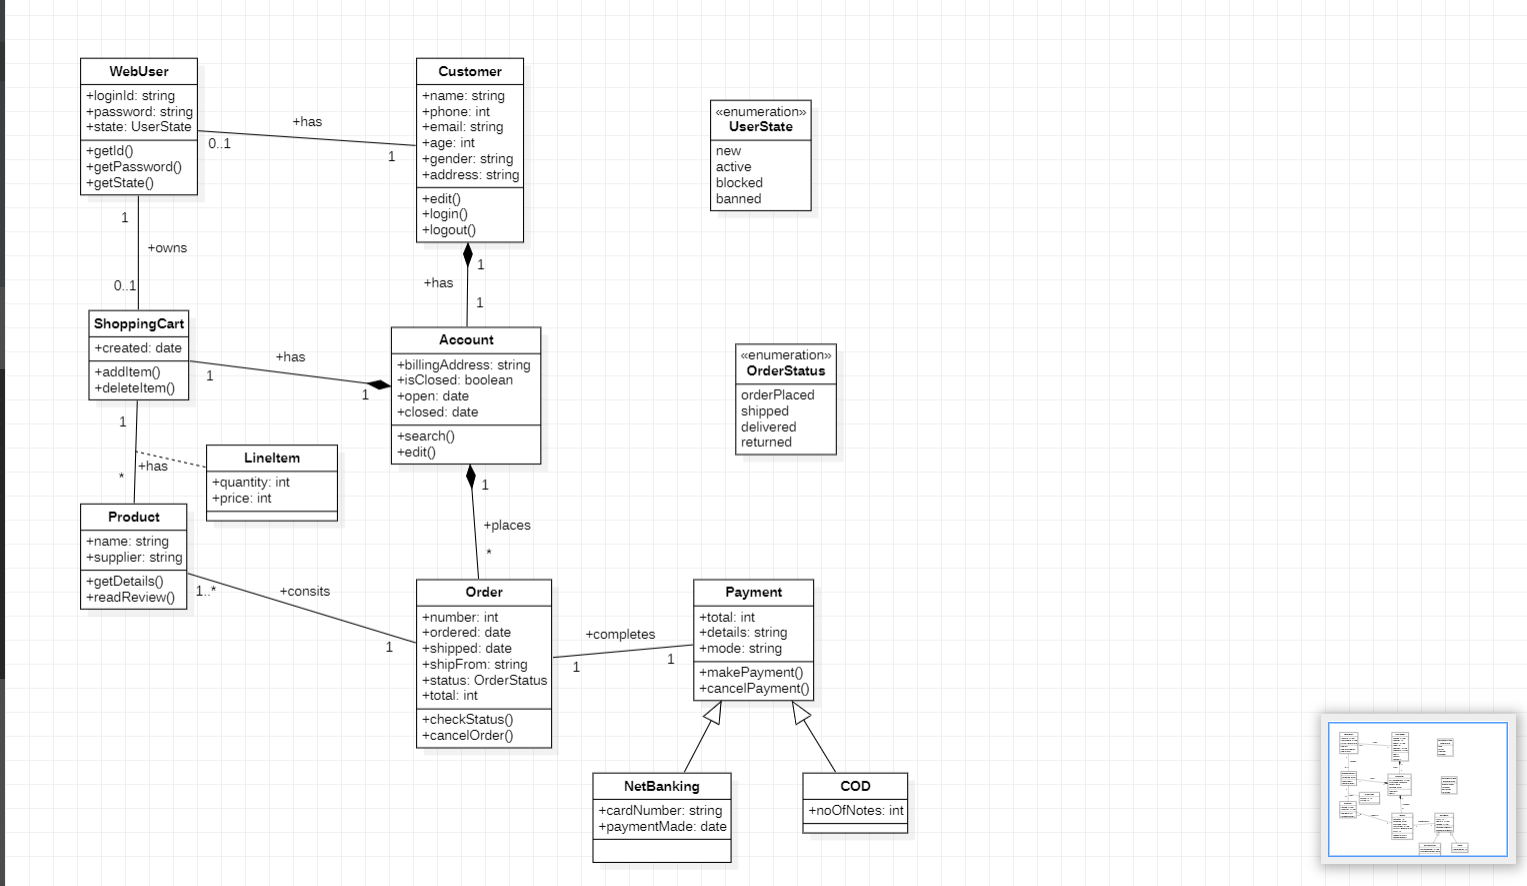 WebUser
+loginId: string
+password: string
+state: UserState
+getId()
+getPassword()
+getState()
+has
0..1
1
Customer
+name: string
+phone: int
+email: string
+age: int
+gender: string
+address: string
+edit()
+login()
+logout()
«enumeration»
UserState
new
active
blocked
banned
1
+owns
0..1
1
+has
1
ShoppingCart
+created: date
+addItem()
+deleteItem()
+has
1
1
Account
+billingAddress: string
+isClosed: boolean
+open: date
+closed: date
+search()
+edit()
«enumeration»
OrderStatus
orderPlaced
shipped
delivered
returned
1
+has
*
LineItem
+quantity: int
+price: int
1
+places
*
Product
+name: string
+supplier: string
+getDetails()
+readReview()
1..*
+consits
1
Order
+number: int
+ordered: date
+shipped: date
+shipFrom: string
+status: OrderStatus
+total: int
+checkStatus()
+cancelOrder()
+completes
1
1
Payment
+total: int
+details: string
+mode: string
+makePayment()
+cancelPayment()
NetBanking
+cardNumber: string
+paymentMade: date
COD
+noOfNotes: int